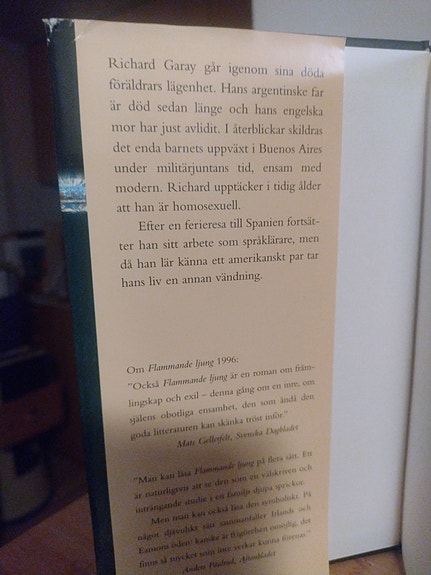 Richard Garay går igenom sina döda
föräldrars lägenhet. Hans argentinske far
är död sedan länge och hans engelska
mor har just avlidit. I återblickar skildras
det enda barnets uppväxt i Buenos Aires
under militärjuntans tid, ensam med
modern. Richard upptäcker i tidig ålder
att han är homosexuell.
Efter en ferieresa till Spanien fortsät-
ter han sitt arbete som språklärare, men
då han lär känna ett amerikanskt par tar
hans liv en annan vändning.
Om Flammande ljung 1996:
"Också Flammande ljung är en roman om främ-
lingskap och exil – denna gång om en inre, om
själens obotliga ensamhet, den som ändå den
goda litteraturen kan skänka tröst inför."
Mats Gellerfelt, Svenska Dagbladet
"Man kan läsa Flammande ljung på flera sätt. Ett
är naturligtvis att se den som en välskriven och
inträngande studie i en familjs djupa sprickor.
Men man kan också läsa den symboliskt. På
något djävulskt sätt sammanfaller Irlands och
Eamons öden: kanske är frigörelsen omöjlig, det
finns så mycket som inte verkar kunna förenas."
Aftonbladet